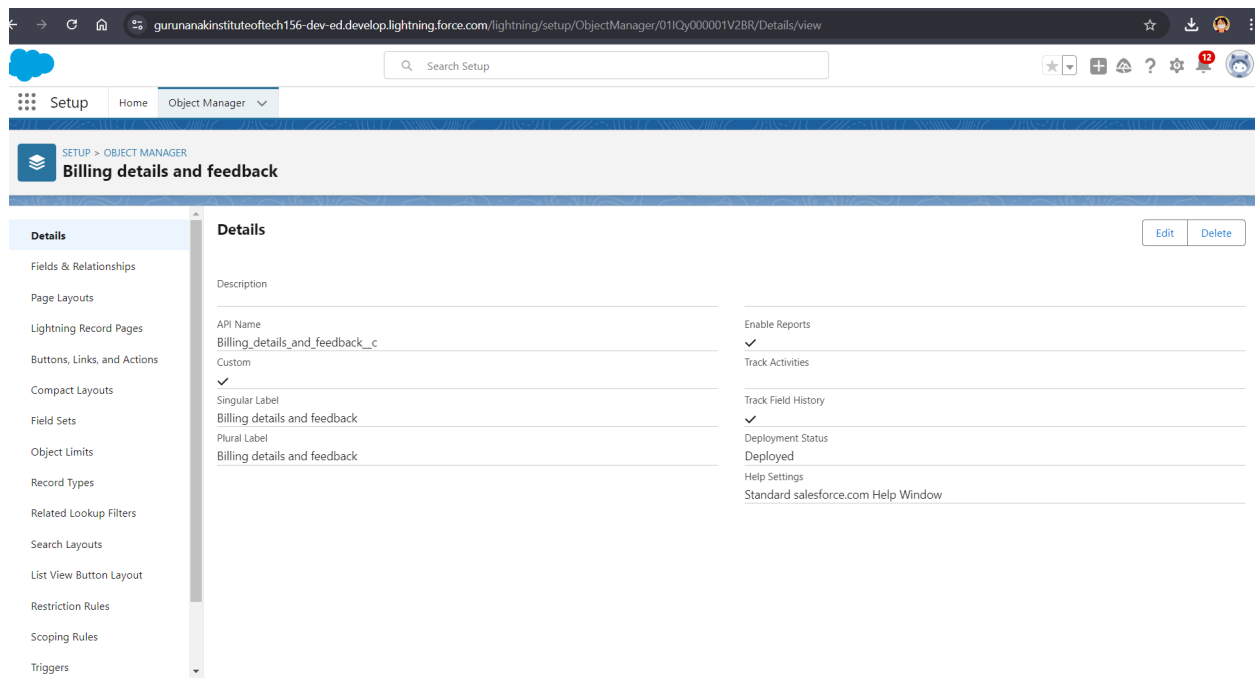 gurunanakinstituteoftech156-dev-ed.develop.lightning.force.com/lightning/setup/ObjectManager/01IQy000001V2BR/Details/view
Search Setup
12
Setup Home Object Manager
SETUP > OBJECT MANAGER
Billing details and feedback
Details
Fields & Relationships
Page Layouts
Lightning Record Pages
Buttons, Links, and Actions
Compact Layouts
Field Sets
Object Limits
Record Types
Related Lookup Filters
Search Layouts
List View Button Layout
Restriction Rules
Scoping Rules
Triggers
Details
Edit Delete
Description
API Name
Billing_details_and_feedback__c
Custom
Singular Label
Billing details and feedback
Plural Label
Billing details and feedback
Enable Reports
Track Activities
Track Field History
Deployment Status
Deployed
Help Settings
Standard salesforce.com Help Window